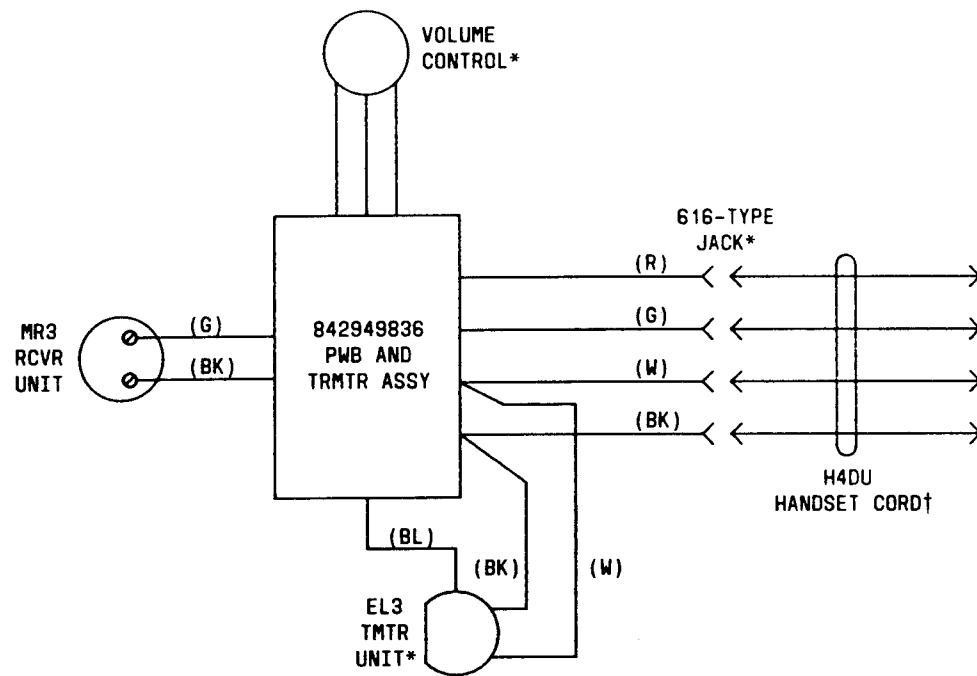 VOLUME
CONTROL*
616-TYPE
JACK*
(R)
(G)
(W)
(BK)
MR3
RCVR
UNIT
(G)
(BK)
842949836
PWB AND
TRMTR ASSY
H4DU
HANDSET CORD†
(BL)
(BK)
(W)
EL3
TMTR
UNIT*